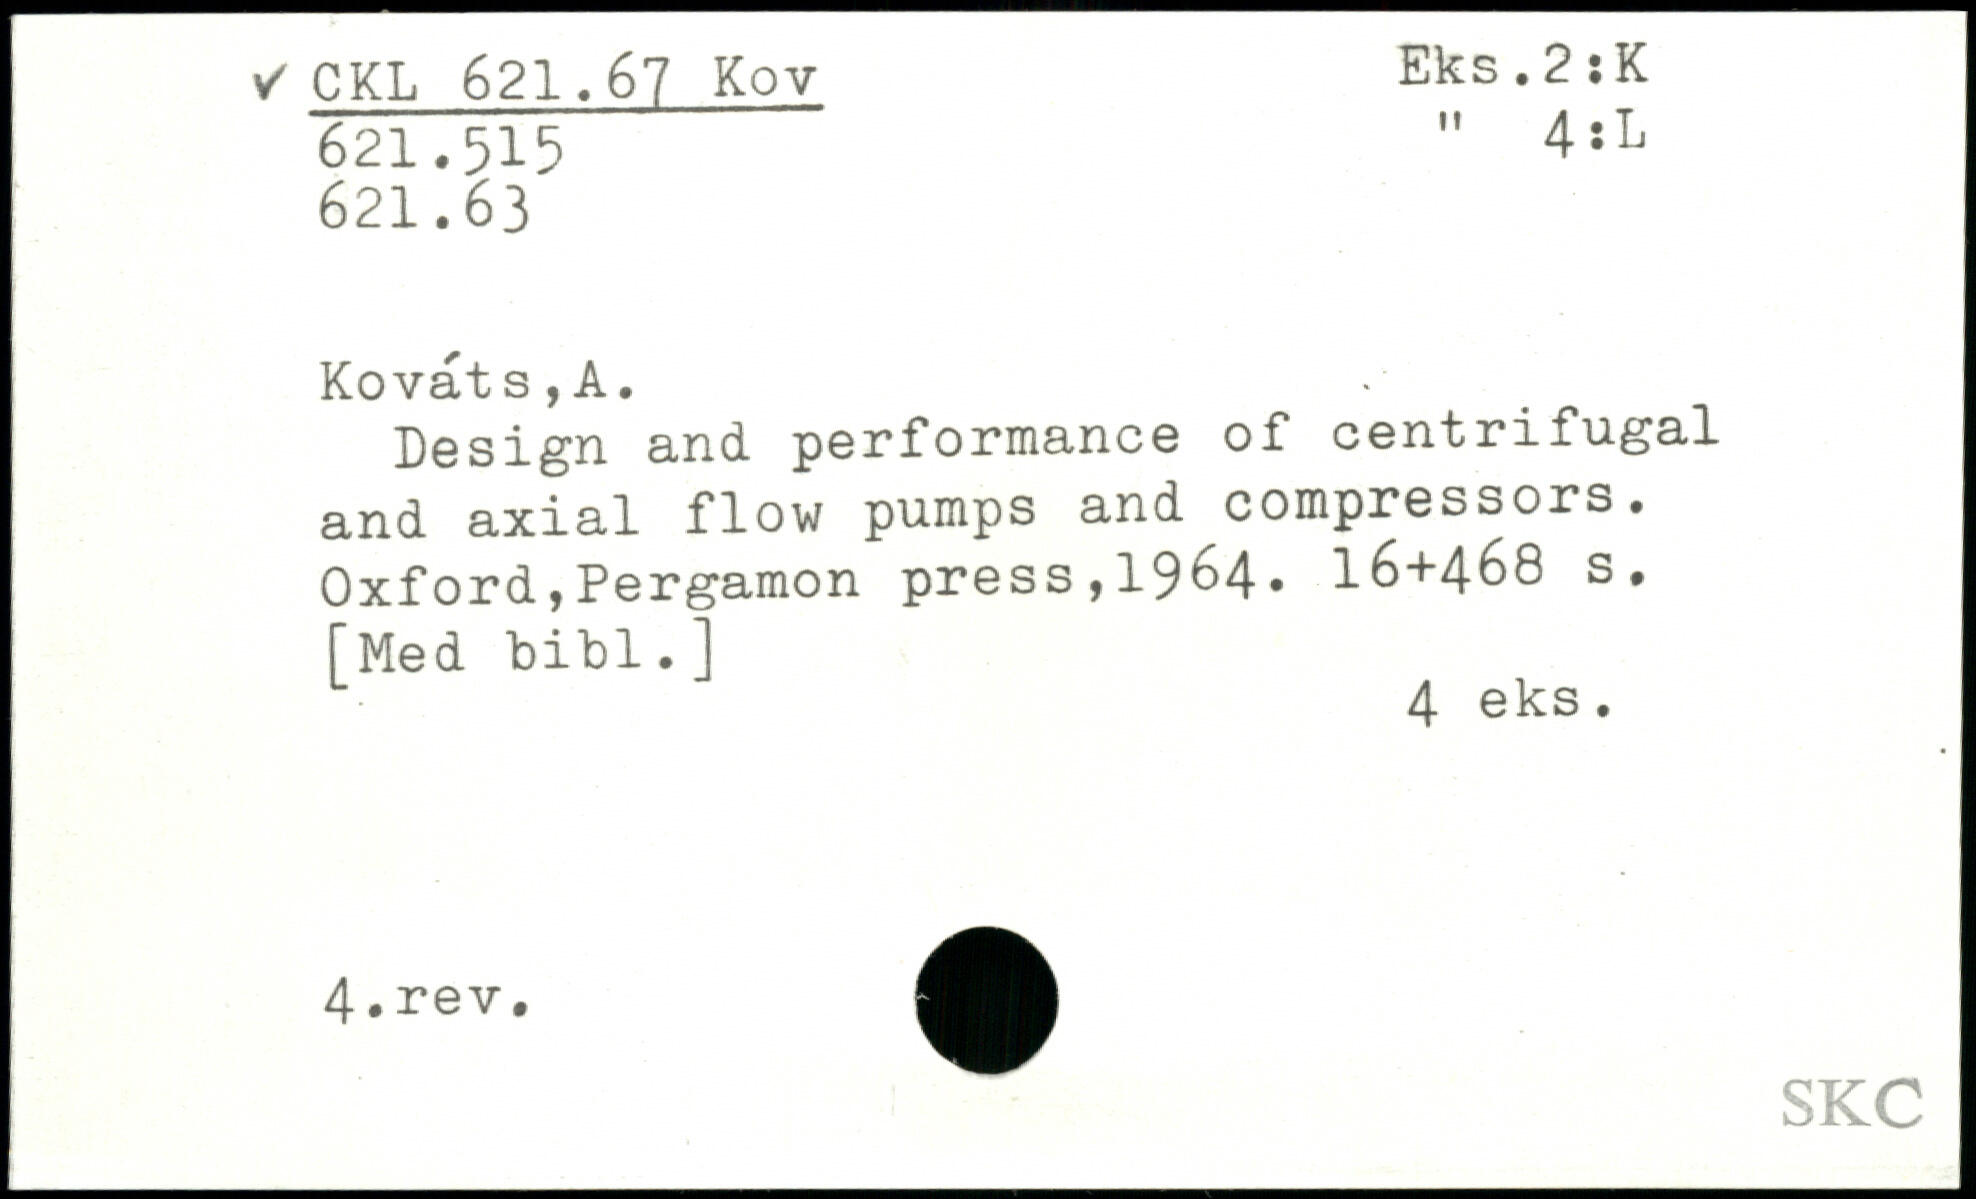 ✓ CKL 621.67 Kov
Eks.2:K
621.515
" 4:L
621.63
Kováts,A.
Design and performance of centrifugal
and axial flow pumps and compressors.
Oxford,Pergamon press,1964. 16+468 s.
[Med bibl.]
4 eks.
4.rev.
SKC